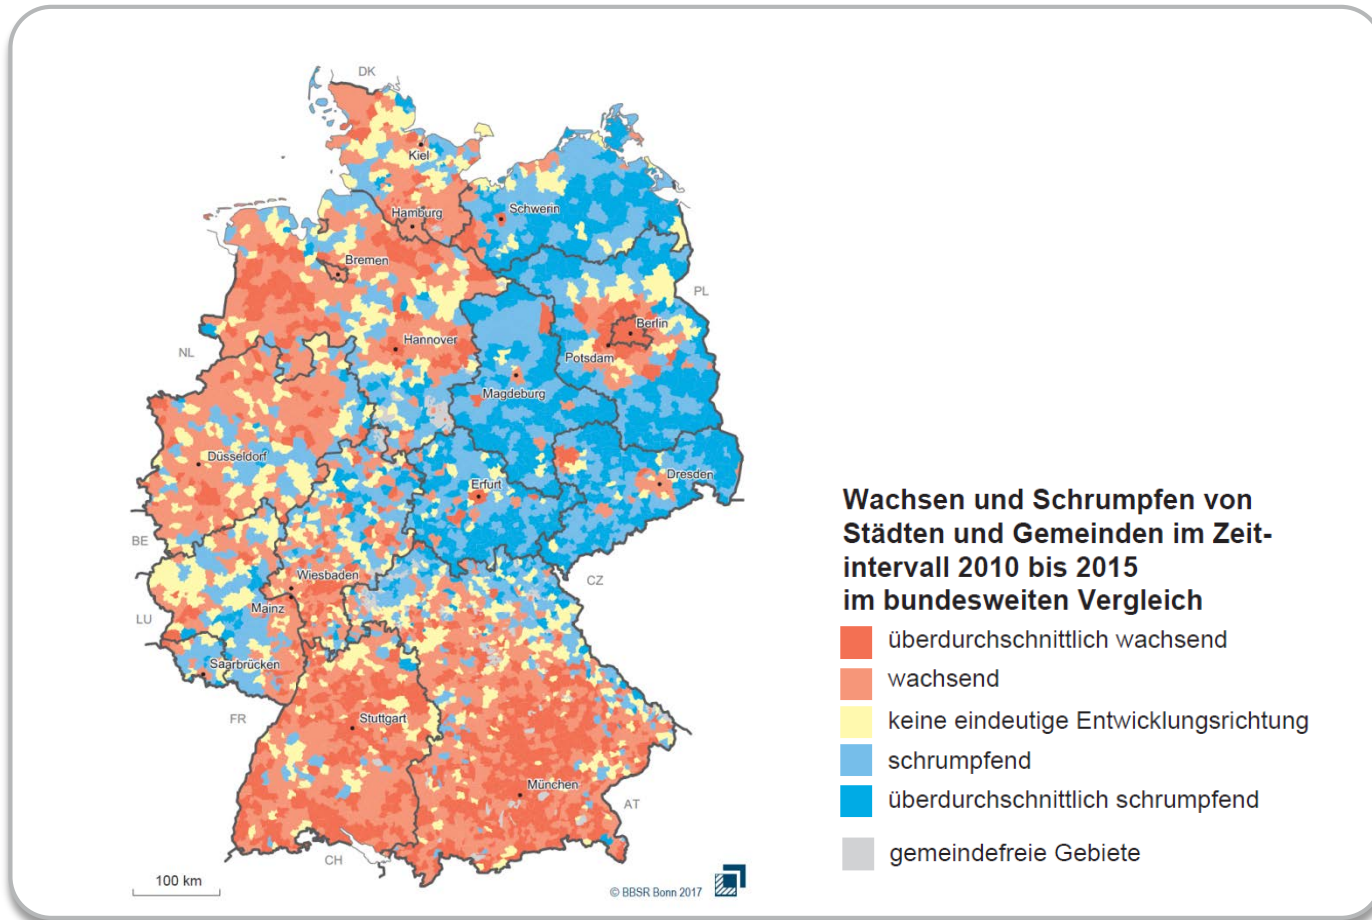 DK
Kiel
Hamburg
Schwerin
Bremen
PL
Berlin
Hannover
NL
Potsdam
Magdeburg
Düsseldorf
Dresden
Erfurt
BE
Wiesbaden
CZ
Mainz
LU
Saarbrücken
FR
Stuttgart
München
AT
CH
100 km
© BBSR Bonn 2017
Wachsen und Schrumpfen von
Städten und Gemeinden im Zeit-
intervall 2010 bis 2015
im bundesweiten Vergleich
überdurchschnittlich wachsend
wachsend
keine eindeutige Entwicklungsrichtung
schrumpfend
überdurchschnittlich schrumpfend
gemeindefreie Gebiete